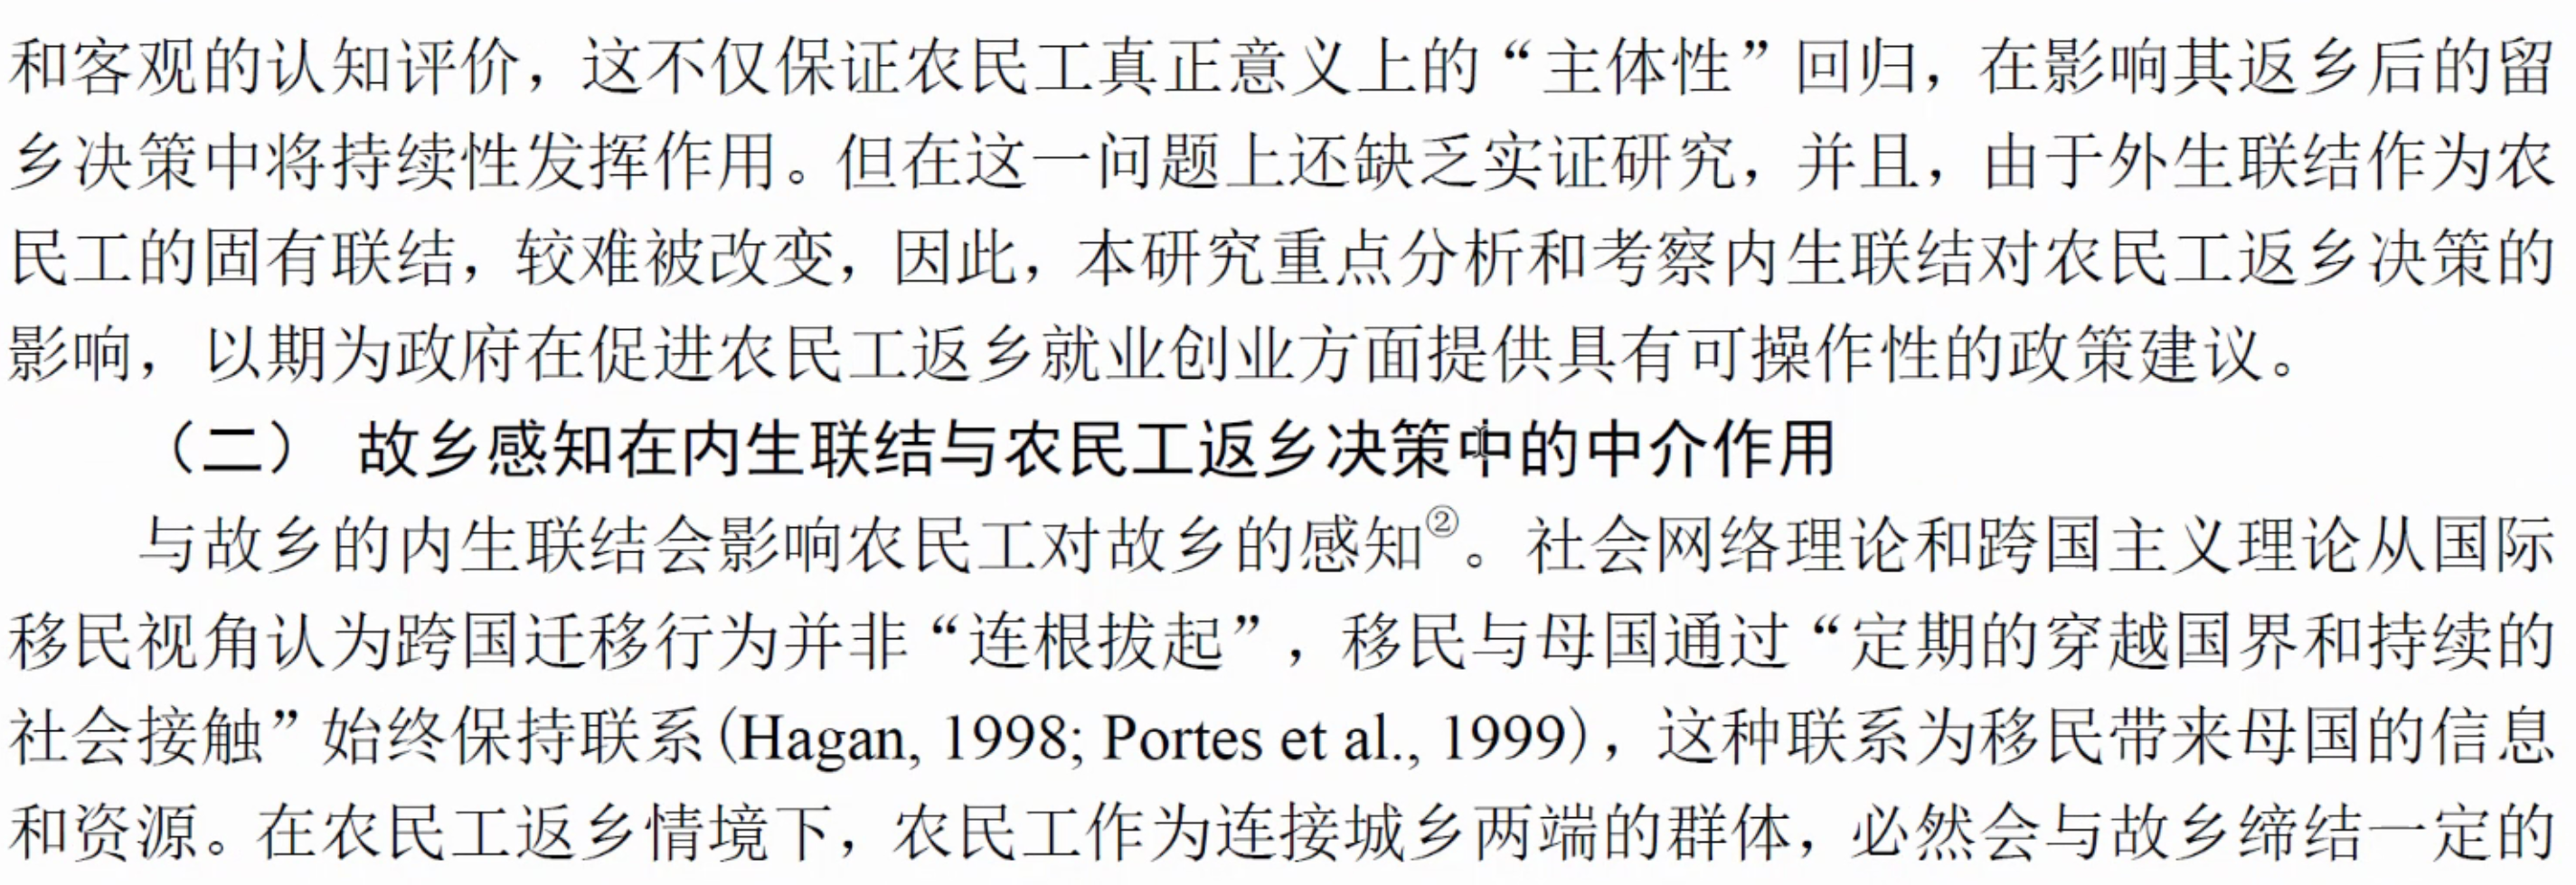 和客观的认知评价，这不仅保证农民工真正意义上的“主体性”回归，在影响其返乡后的留
乡决策中将持续性发挥作用。但在这一问题上还缺乏实证研究，并且，由于外生联结作为农
民工的固有联结，较难被改变，因此，本研究重点分析和考察内生联结对农民工返乡决策的
影响，以期为政府在促进农民工返乡就业创业方面提供具有可操作性的政策建议。
（二） 故乡感知在内生联结与农民工返乡决策中的中介作用
与故乡的内生联结会影响农民工对故乡的感知②。社会网络理论和跨国主义理论从国际
移民视角认为跨国迁移行为并非“连根拔起”，移民与母国通过“定期的穿越国界和持续的
社会接触”始终保持联系(Hagan, 1998; Portes et al., 1999)，这种联系为移民带来母国的信息
和资源。在农民工返乡情境下，农民工作为连接城乡两端的群体，必然会与故乡缔结一定的